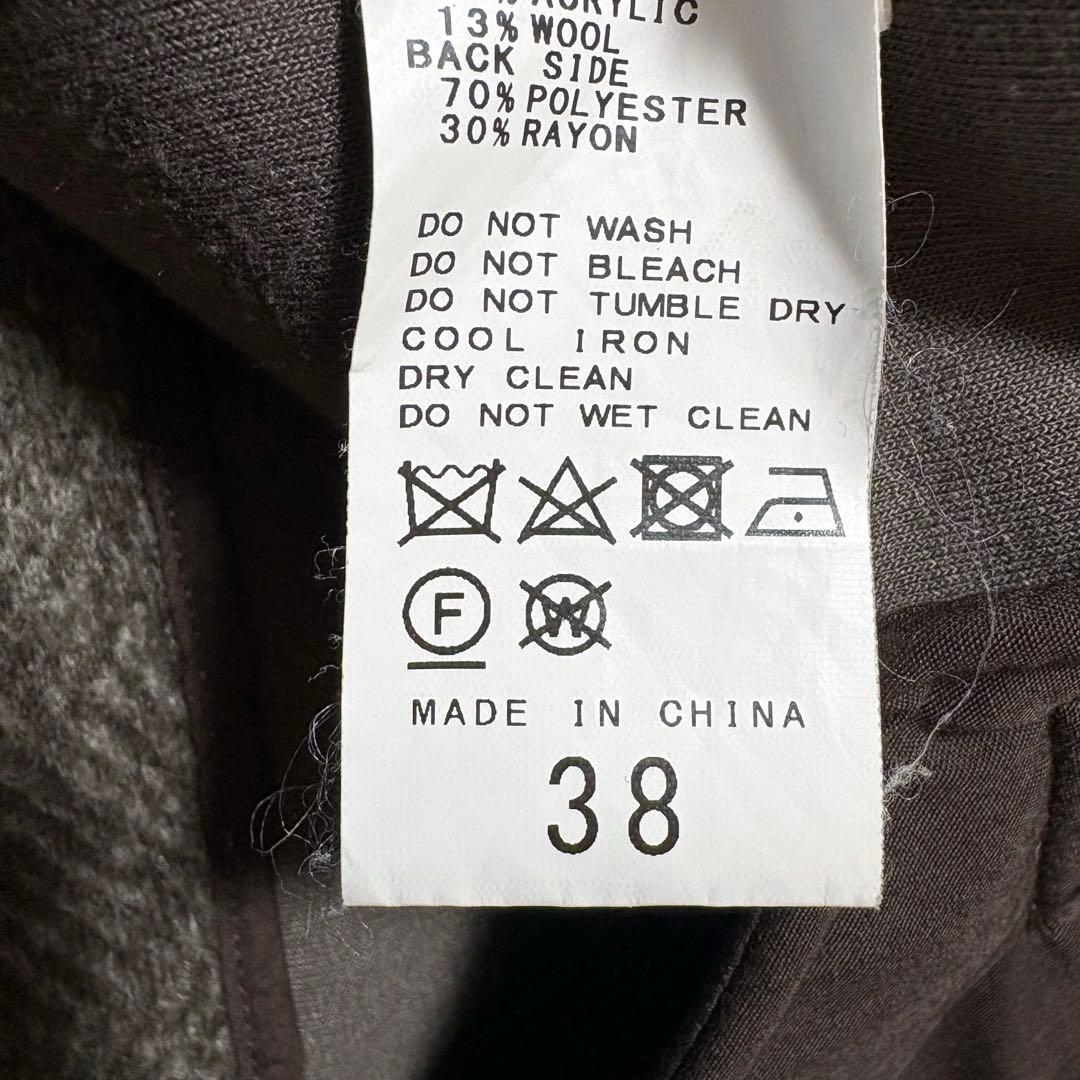 ACRYLIC
13% WOOL
BACK SIDE
70% POLYESTER
30% RAYON
DO NOT WASH
DO NOT BLEACH
DO NOT TUMBLE DRY
COOL IRON
DRY CLEAN
DO NOT WET CLEAN
F W
MADE IN CHINA
38